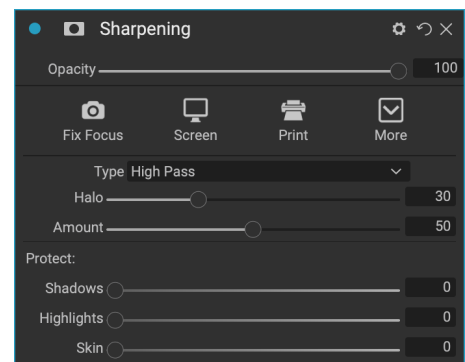 Sharpening
Opacity 100
Fix Focus Screen Print More
Type High Pass
Halo 30
Amount 50
Protect:
Shadows 0
Highlights 0
Skin 0